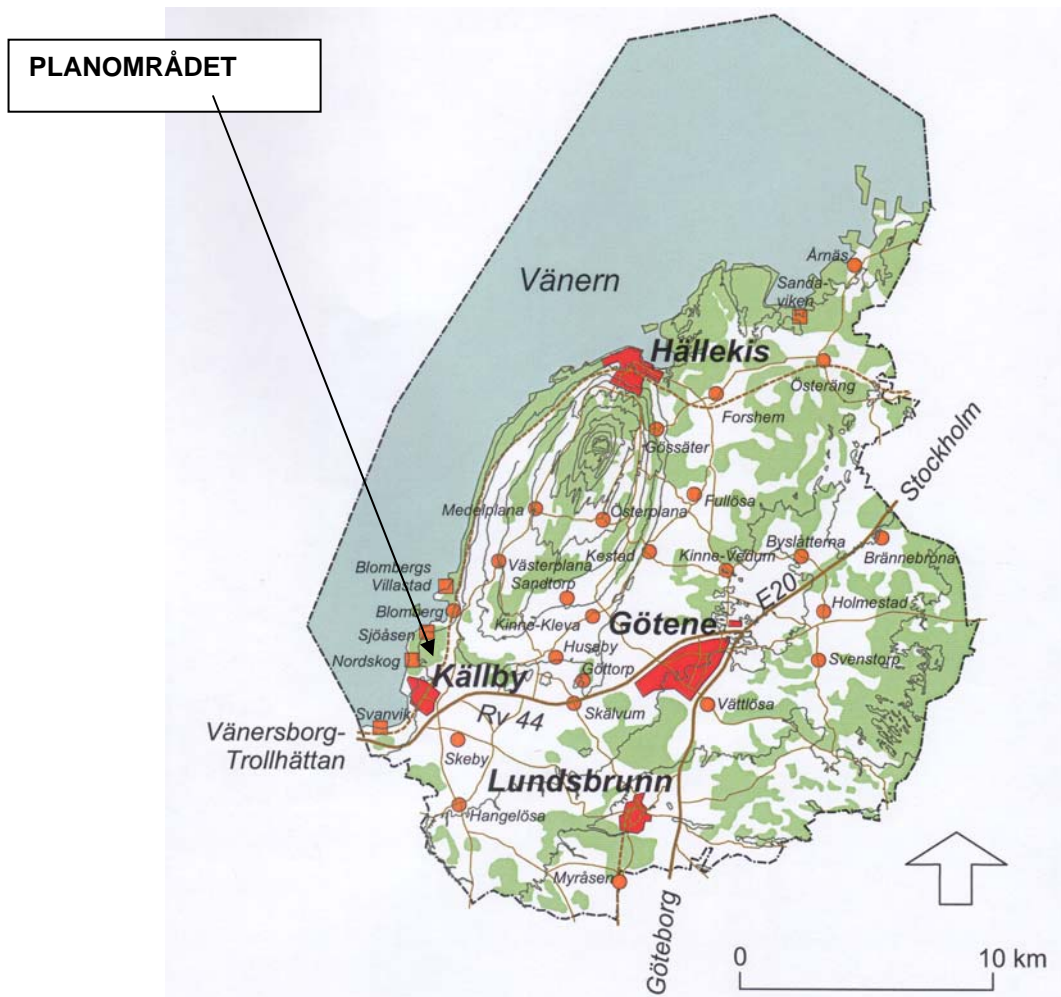 PLANOMRÅDET
Vänern
Årnäs
Sanda-
viken
Hällekis
Österäng
Forshem
Gössäter
Stockholm
Fullösa
Medelplana
Österplana
Byslätterna
Brännebrona
Kestad
Kinne-Vedum
Västerplana
Blombergs
Villastad
Sandtorp
E20
Blomberg
Holmestad
Kinne-Kleva
Götene
Sjöåsen
Husaby
Nordskog
Svenstorp
Göttorp
Källby
Skälvum
Vättlösa
Svanvik
Rv 44
Vänersborg-
Trollhättan
Skeby
Lundsbrunn
Hangelösa
Myråsen
Göteborg
0 10 km